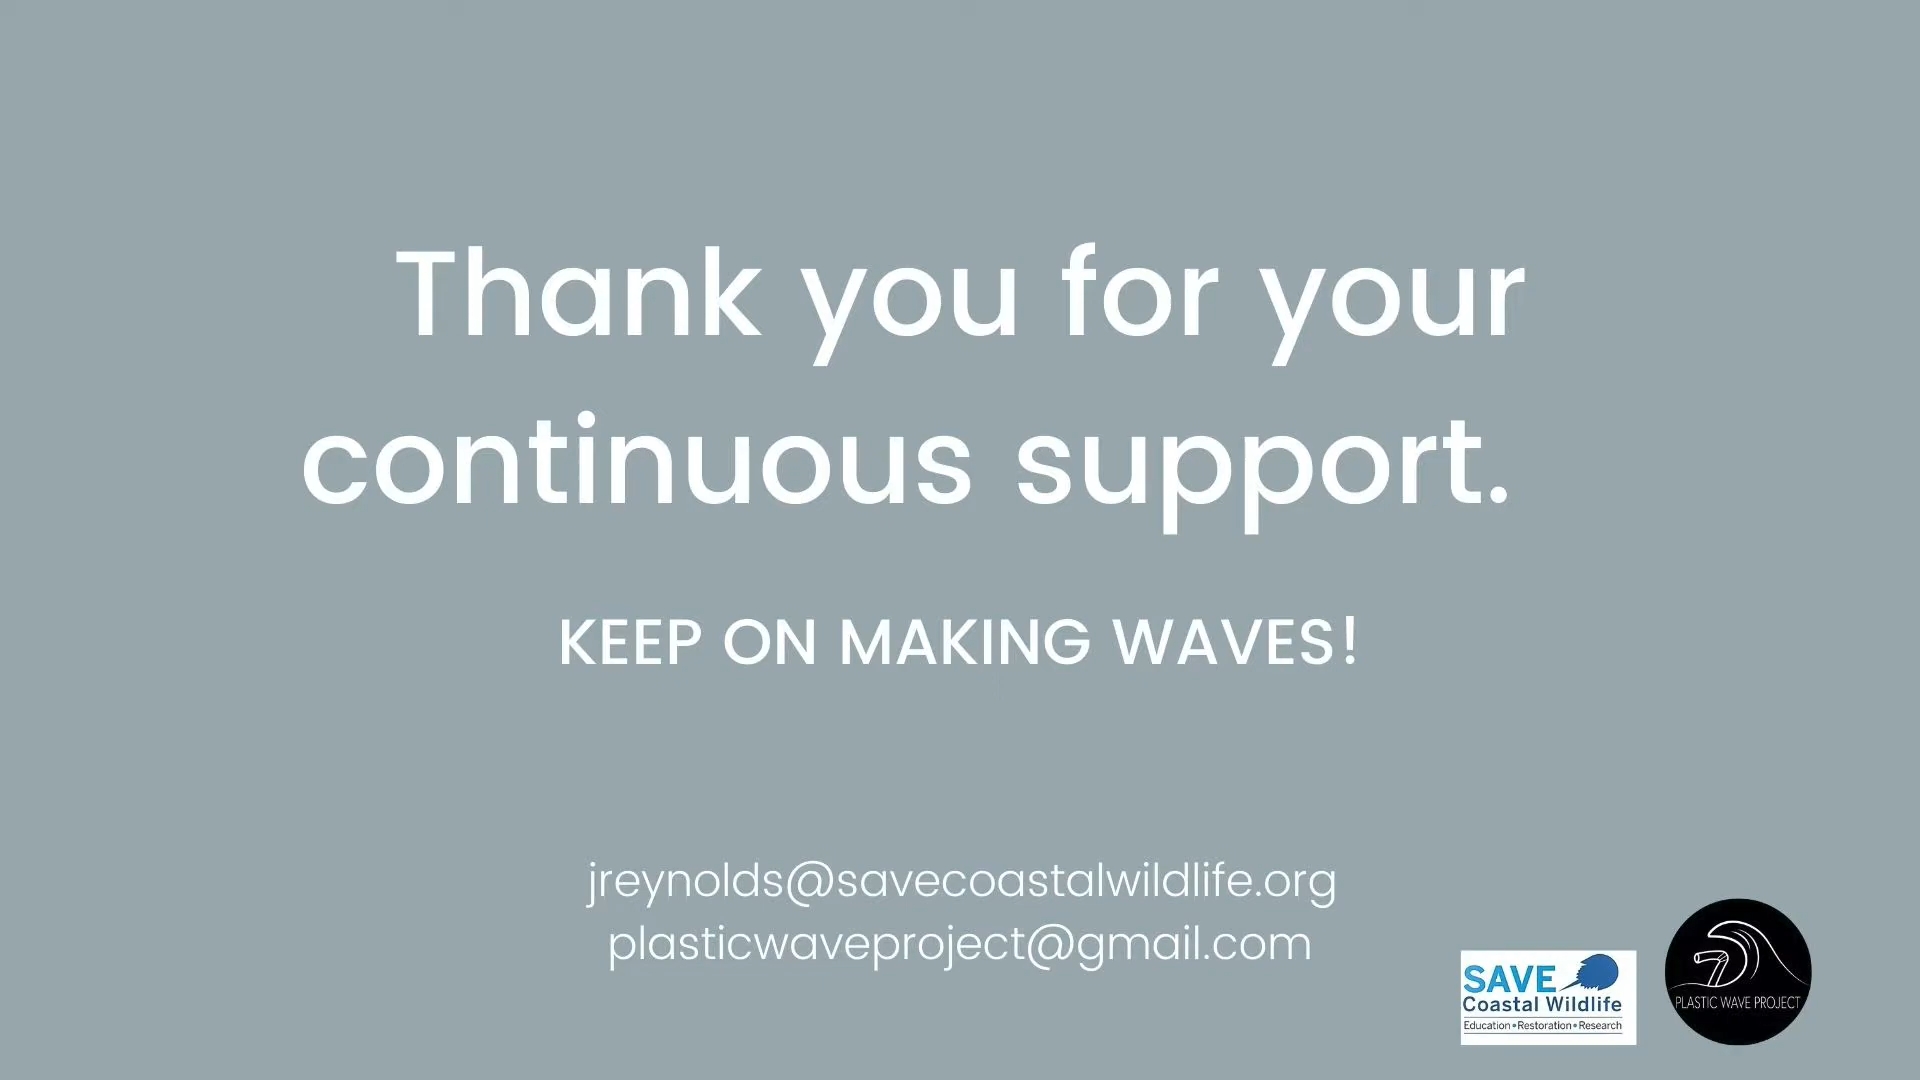 Thank you for your
continuous support.
KEEP ON MAKING WAVES!
jreynolds@savecoastalwildlife.org
plasticwaveproject@gmail.com
SAVE
Coastal Wildlife
Education•Restoration•Research
PLASTIC WAVE PROJECT